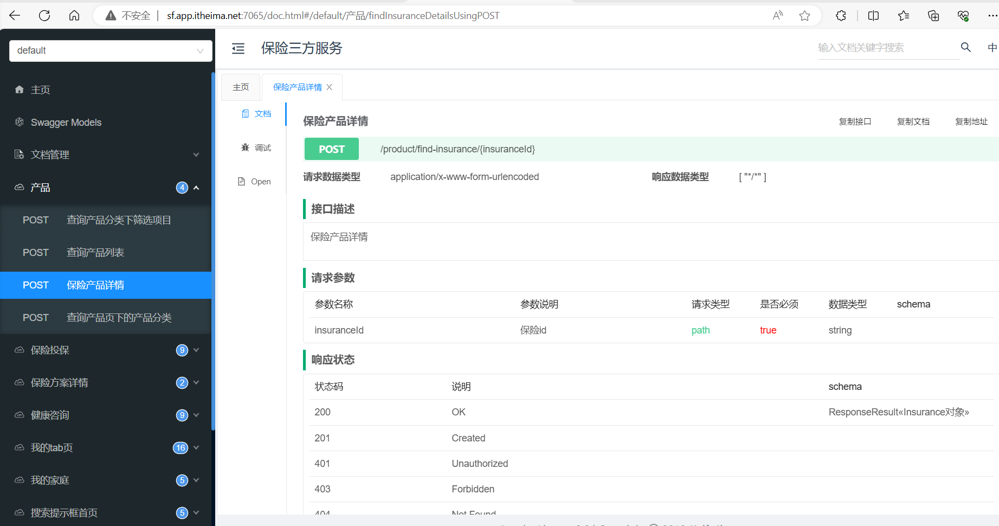 不安全 | sf.app.itheima.net:7065/doc.html#/default/产品/findInsuranceDetailsUsingPOST
default
主页
Swagger Models
文档管理
产品 4
POST 查询产品分类下筛选项目
POST 查询产品列表
POST 保险产品详情
POST 查询产品页下的产品分类
保险投保 9
保险方案详情 2
健康咨询 9
我的tab页 16
我的家庭 5
搜索提示框首页 5
保险三方服务
输入文档关键字搜索
中
主页 保险产品详情
文档
调试
Open
保险产品详情 复制接口 复制文档 复制地址
POST /product/find-insurance/{insuranceId}
请求数据类型 application/x-www-form-urlencoded 响应数据类型 [ "*/*" ]
接口描述
保险产品详情
请求参数
参数名称 参数说明 请求类型 是否必须 数据类型 schema
insuranceId 保险id path true string
响应状态
状态码 说明 schema
200 OK ResponseResult«Insurance对象»
201 Created
401 Unauthorized
403 Forbidden
404 Not Found